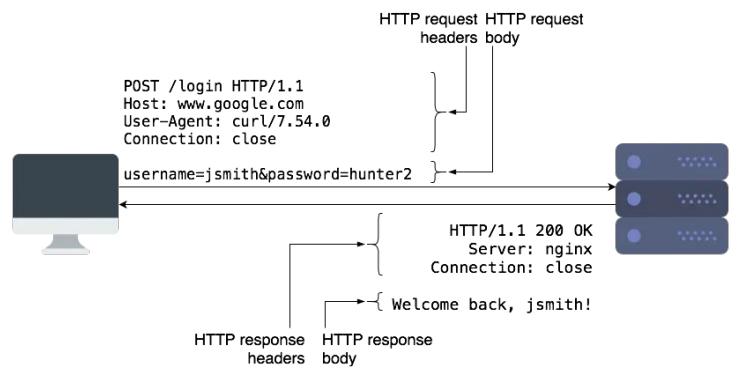 HTTP request headers
HTTP request body
POST /login HTTP/1.1
Host: www.google.com
User-Agent: curl/7.54.0
Connection: close
username=jsmith&password=hunter2
HTTP/1.1 200 OK
Server: nginx
Connection: close
Welcome back, jsmith!
HTTP response headers
HTTP response body